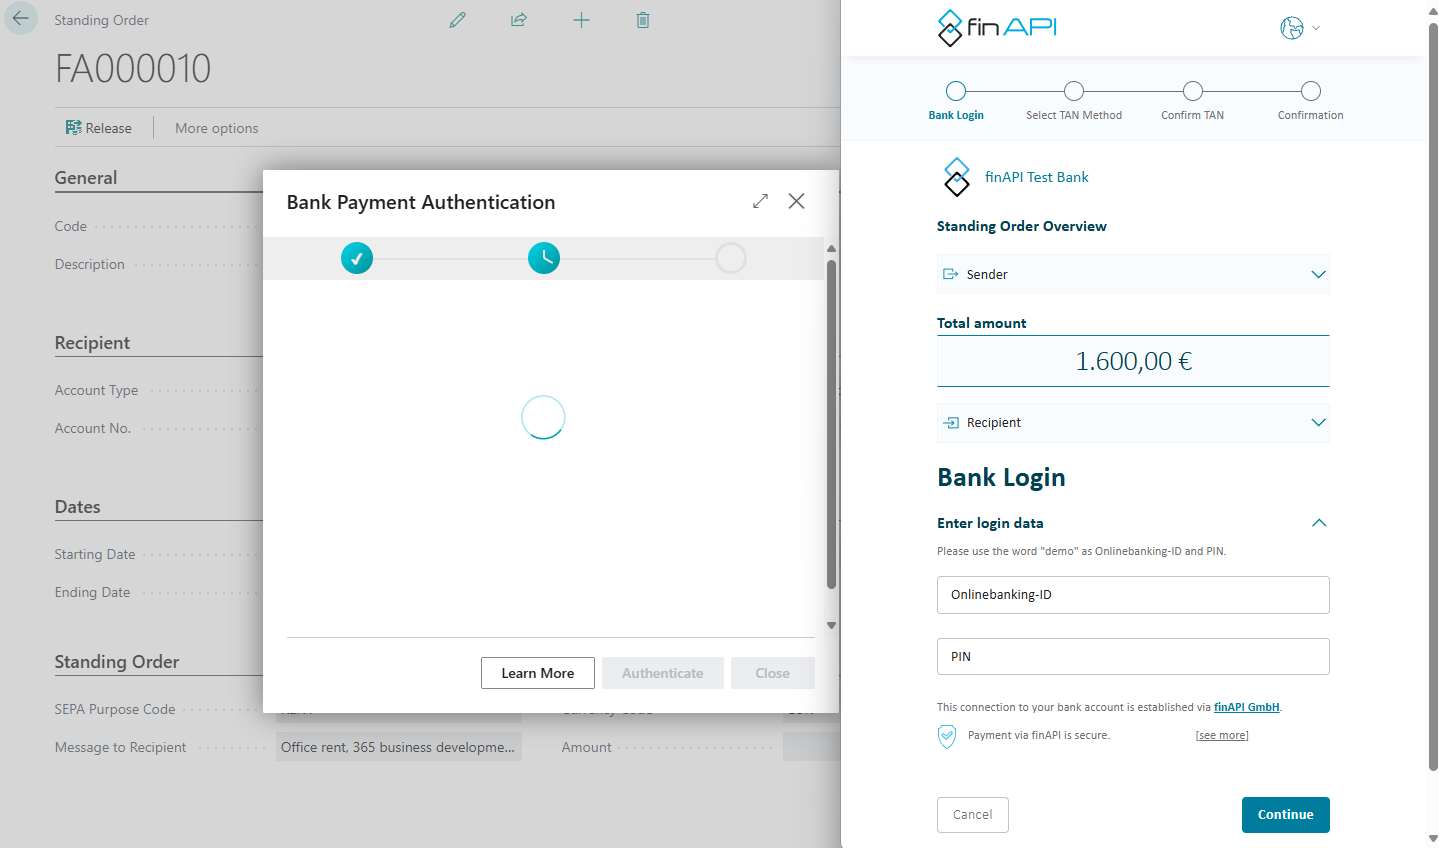 Standing Order
FA000010
Release
More options
General
Code
Description
Recipient
Account Type
Account No.
Dates
Starting Date
Ending Date
Standing Order
SEPA Purpose Code
Message to Recipient
Office rent, 365 business developme...
Amount
Bank Payment Authentication
Learn More
Authenticate
Close
finAPI
Bank Login
Select TAN Method
Confirm TAN
Confirmation
finAPI Test Bank
Standing Order Overview
Sender
Total amount
1.600,00 €
Recipient
Bank Login
Enter login data
Please use the word "demo" as Onlinebanking-ID and PIN.
Onlinebanking-ID
PIN
This connection to your bank account is established via finAPI GmbH.
Payment via finAPI is secure.
[see more]
Cancel
Continue